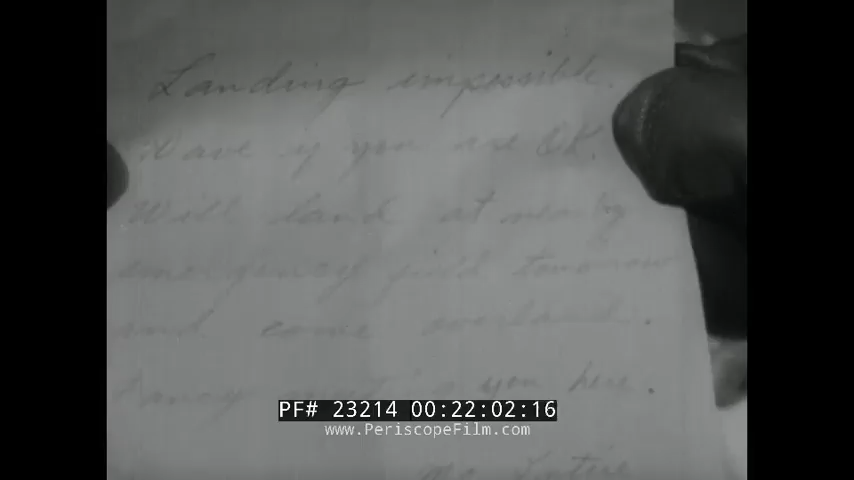 Landing impossible.
Wave if you are OK.
Will land at nearby
emergency field tomorrow
and come overland.
you here.
PF# 23214 00:22:02:16
www.PeriscopeFilm.com